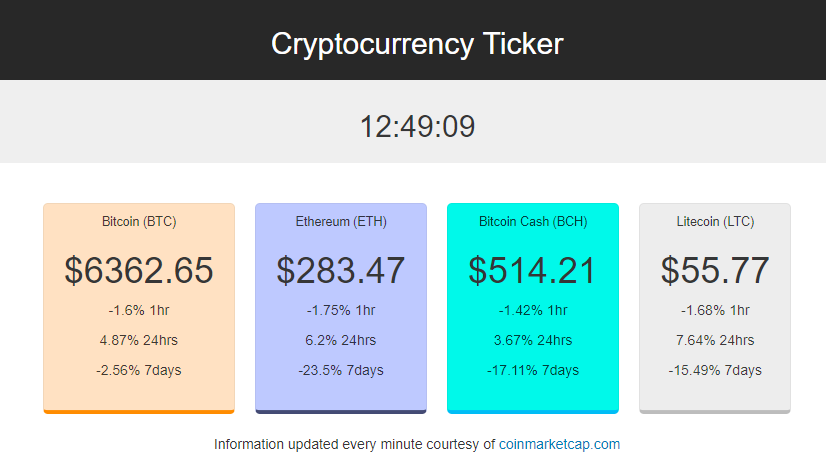 Cryptocurrency Ticker
12:49:09
Bitcoin (BTC)
$6362.65
-1.6% 1hr
4.87% 24hrs
-2.56% 7days
Ethereum (ETH)
$283.47
-1.75% 1hr
6.2% 24hrs
-23.5% 7days
Bitcoin Cash (BCH)
$514.21
-1.42% 1hr
3.67% 24hrs
-17.11% 7days
Litecoin (LTC)
$55.77
-1.68% 1hr
7.64% 24hrs
-15.49% 7days
Information updated every minute courtesy of coinmarketcap.com